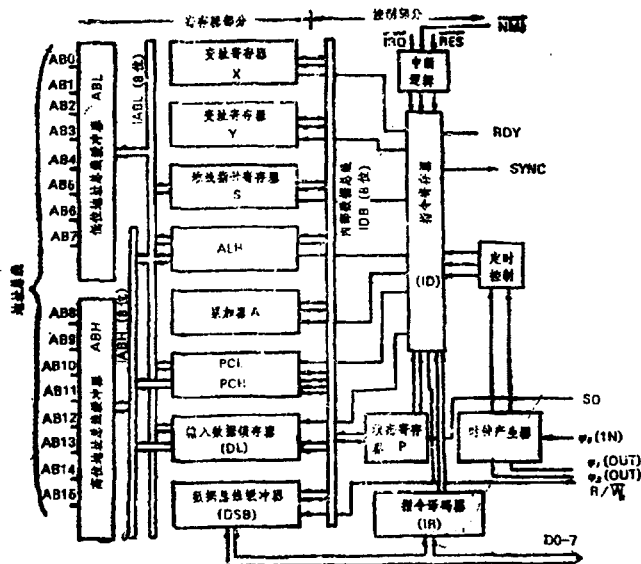 寄存器部分
控制部分
NMI
IRQ
RES
中断
逻辑
AB0
AB1
AB2
AB3
AB4
AB5
AB6
AB7
AB8
AB9
AB10
AB11
AB12
AB13
AB14
AB15
地址总线
低位地址总线缓冲器 ABL
高位地址总线缓冲器 ABH
IABL (8位)
IABH (8位)
变址寄存器
X
变址寄存器
Y
堆栈指针寄存器
S
累加器 A
PCL
PCH
输入数据锁存器
(DL)
数据总线缓冲器
(DSB)
内部数据总线
IDB (8位)
指令寄存器
(ID)
RDY
SYNC
定时
控制
SO
状态寄存
器 P
时钟产生器
φ₀(IN)
φ₁(OUT)
φ₂(OUT)
R/W
指令译码器
(IR)
D0-7